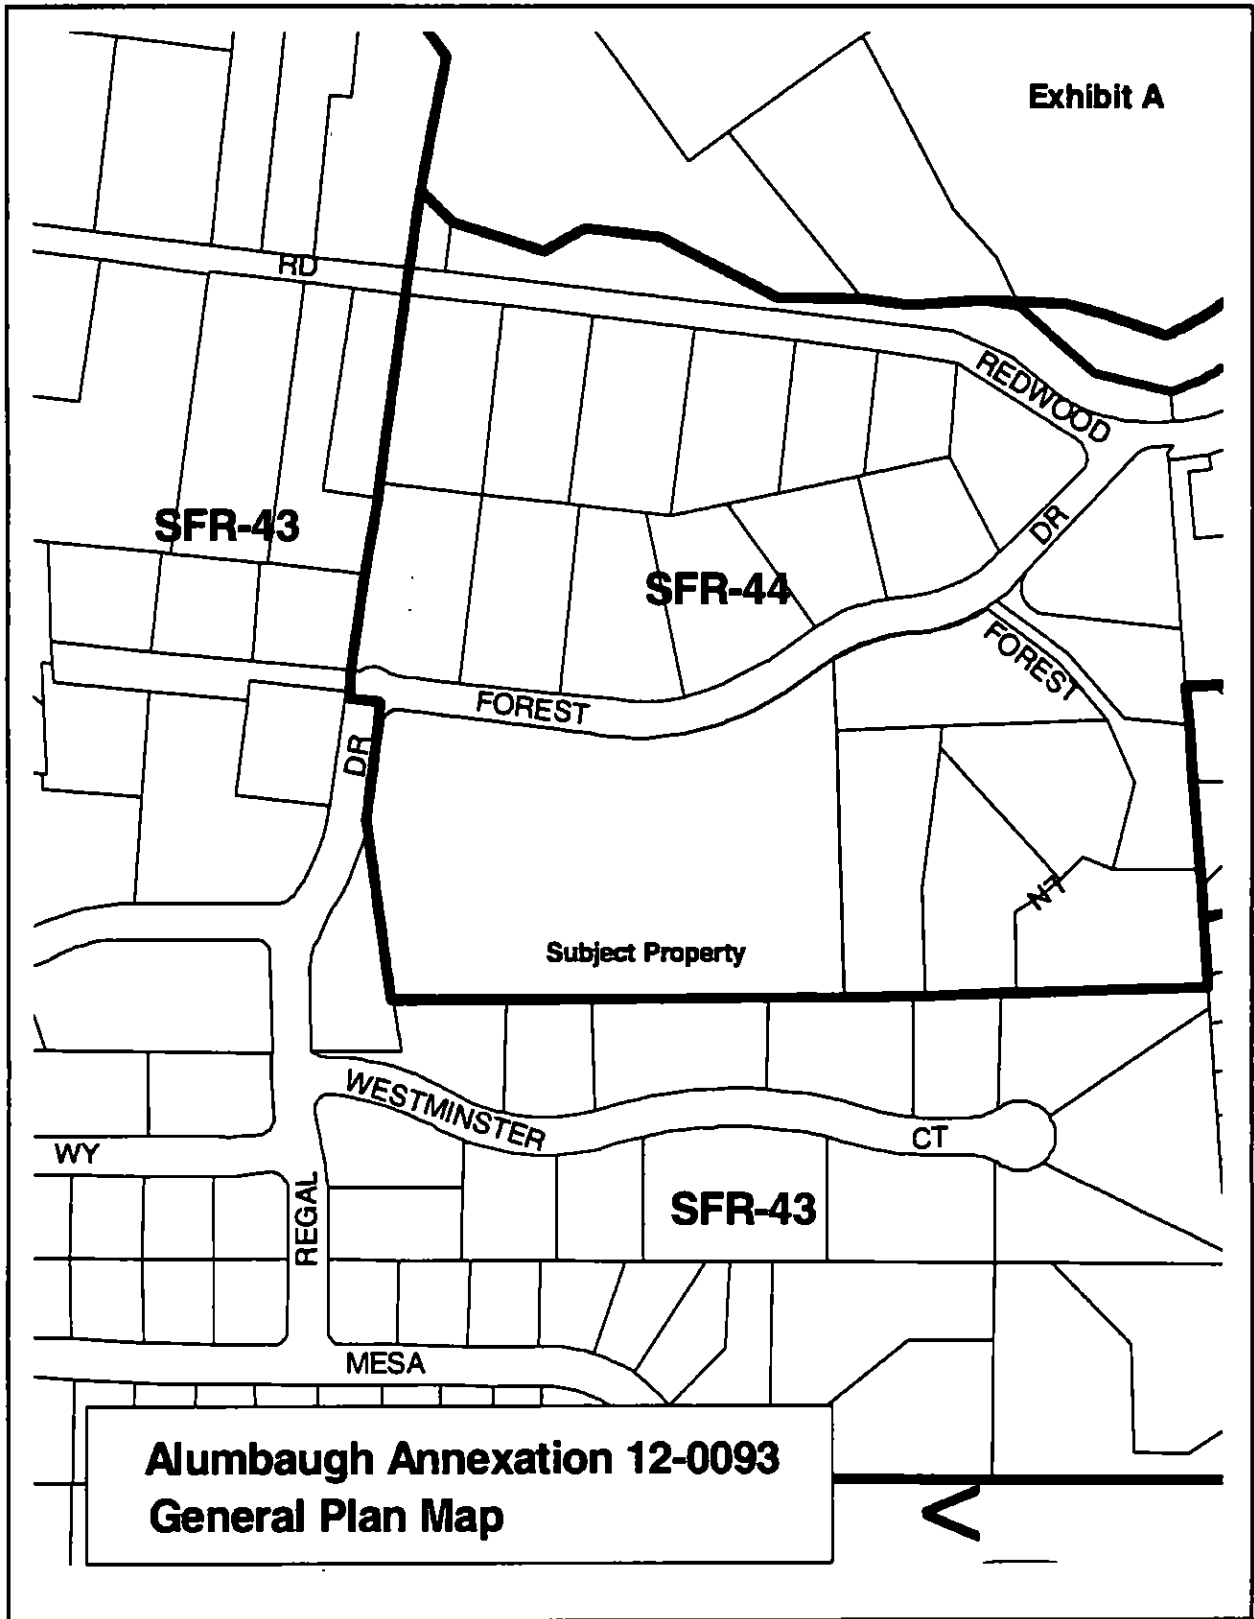 Exhibit A
RD
REDWOOD
SFR-43
DR
SFR-44
FOREST
FOREST
DR
LN
Subject Property
WESTMINSTER
CT
WY
REGAL
SFR-43
MESA
Alumbaugh Annexation 12-0093
General Plan Map